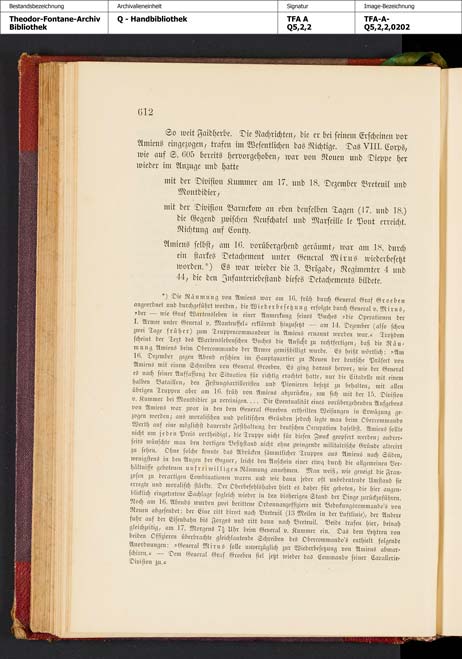 Bestandsbezeichnung
Theodor-Fontane-Archiv
Bibliothek
Archivalieneinheit
Q - Handbibliothek
Signatur
TFA A
Q5,2,2
Image-Bezeichnung
TFA-A-
Q5,2,2,0202
612
So weit Faidherbe. Die Nachrichten, die er bei seinem Erscheinen vor
Amiens eingezogen, trafen im Wesentlichen das Richtige. Das VIII. Corps,
wie auf S. 605 bereits hervorgehoben, war von Rouen und Dieppe her
wieder im Anzuge und hatte
mit der Division Kummer am 17. und 18. Dezember Breteuil und
Montdidier,
mit der Division Barnekow an eben denselben Tagen (17. und 18.)
die Gegend zwischen Neufchatel und Marseille le Pont erreicht.
Richtung auf Conty.
Amiens selbst, am 16. vorübergehend geräumt, war am 18. durch
ein starkes Detachement unter General Mirus wiederbesetzt
worden.*) Es war wieder die 3. Brigade, Regimenter 4 und
44, die den Infanteriebestand dieses Detachements bildete.
*) Die Räumung von Amiens war am 16. früh durch General Graf Groeben
angeordnet und durchgeführt worden, die Wiederbesetzung erfolgte durch General v. Mirus,
»der — wie Graf Wartensleben in einer Anmerkung seines Buches »die Operationen der
I. Armee unter General v. Manteuffel« erklärend hinzusetzt — am 14. Dezember (also schon
zwei Tage früher) zum Truppencommandeur in Amiens ernannt worden war.« Trotzdem
scheint der Text des Wartenslebenschen Buches die Ansicht zu rechtfertigen, daß die Räu-
mung Amiens beim Obercommando der Armee gemißbilligt wurde. Es heißt wörtlich: »Am
16. Dezember gegen Abend erschien im Hauptquartier zu Rouen der deutsche Präfect von
Amiens mit einem Schreiben von General Groeben. Es ging daraus hervor, wie der General
es nach seiner Auffassung der Situation für richtig erachtet hatte, nur die Citadelle mit einem
halben Bataillon, den Festungsartilleristen und Pionieren besetzt zu behalten, mit allen
übrigen Truppen aber am 16. früh von Amiens abzurücken, um sich mit der 15. Division
v. Kummer bei Montdidier zu vereinigen.... Die Eventualität eines vorübergehenden Aufgebens
von Amiens war zwar in den dem General Groeben ertheilten Weisungen in Erwägung ge-
zogen worden; aus moralischen und politischen Gründen jedoch legte man beim Obercommando
Werth auf eine möglichst dauernde Festhaltung der deutschen Occupation daselbst. Amiens sollte
nicht um jeden Preis vertheidigt, die Truppe nicht für diesen Zweck geopfert werden; anderer-
seits wünschte man den dortigen Besitzstand nicht ohne zwingende militairische Gründe alterirt
zu sehen. Ohne solche konnte das Abrücken sämmtlicher Truppen aus Amiens nach Süden,
wenigstens in den Augen der Gegner, leicht den Anschein einer etwa durch die allgemeinen Ver-
hältnisse gebotenen unfreiwilligen Räumung annehmen. Man weiß, wie geneigt die Fran-
zosen zu derartigen Combinationen waren und wie dann jeder oft unbedeutende Umstand sie
erregte und moralisch stärkte. Der Oberbefehlshaber hielt es daher für geboten, die hier augen-
blicklich eingetretene Sachlage sogleich wieder in den bisherigen Stand der Dinge zurückzuführen.
Noch am 16. Abends wurden zwei berittene Ordonnanzoffiziere mit Bedeckungscommando's von
Rouen abgesendet: der Eine ritt direct nach Breteuil (13 Meilen in der Luftlinie), der Andere
fuhr auf der Eisenbahn bis Forges und ritt dann nach Breteuil. Beide trafen hier, beinah
gleichzeitig, am 17. Morgens 7½ Uhr beim General v. Kummer ein. Das dem Letztren von
beiden Offizieren überbrachte gleichlautende Schreiben des Obercommando's enthielt folgende
Anordnungen: »General Mirus solle unverzüglich zur Wiederbesetzung von Amiens abmar-
schiren.« — Dem General Graf Groeben fiel jetzt wieder das Commando seiner Cavallerie-
Division zu.«